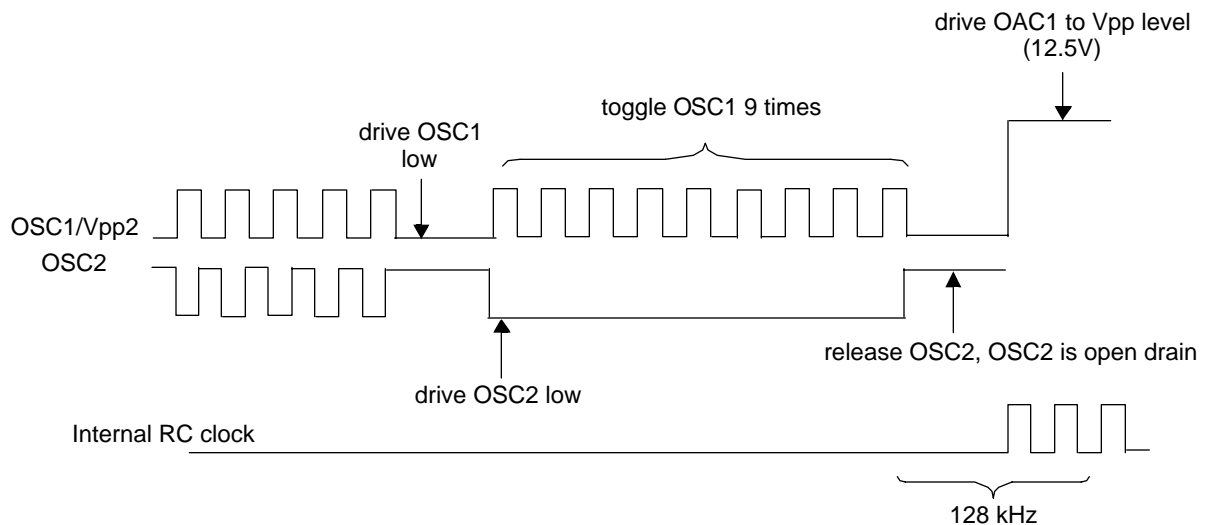 drive OAC1 to Vpp level
(12.5V)
toggle OSC1 9 times
drive OSC1
low
OSC1/Vpp2
OSC2
release OSC2, OSC2 is open drain
drive OSC2 low
Internal RC clock
128 kHz